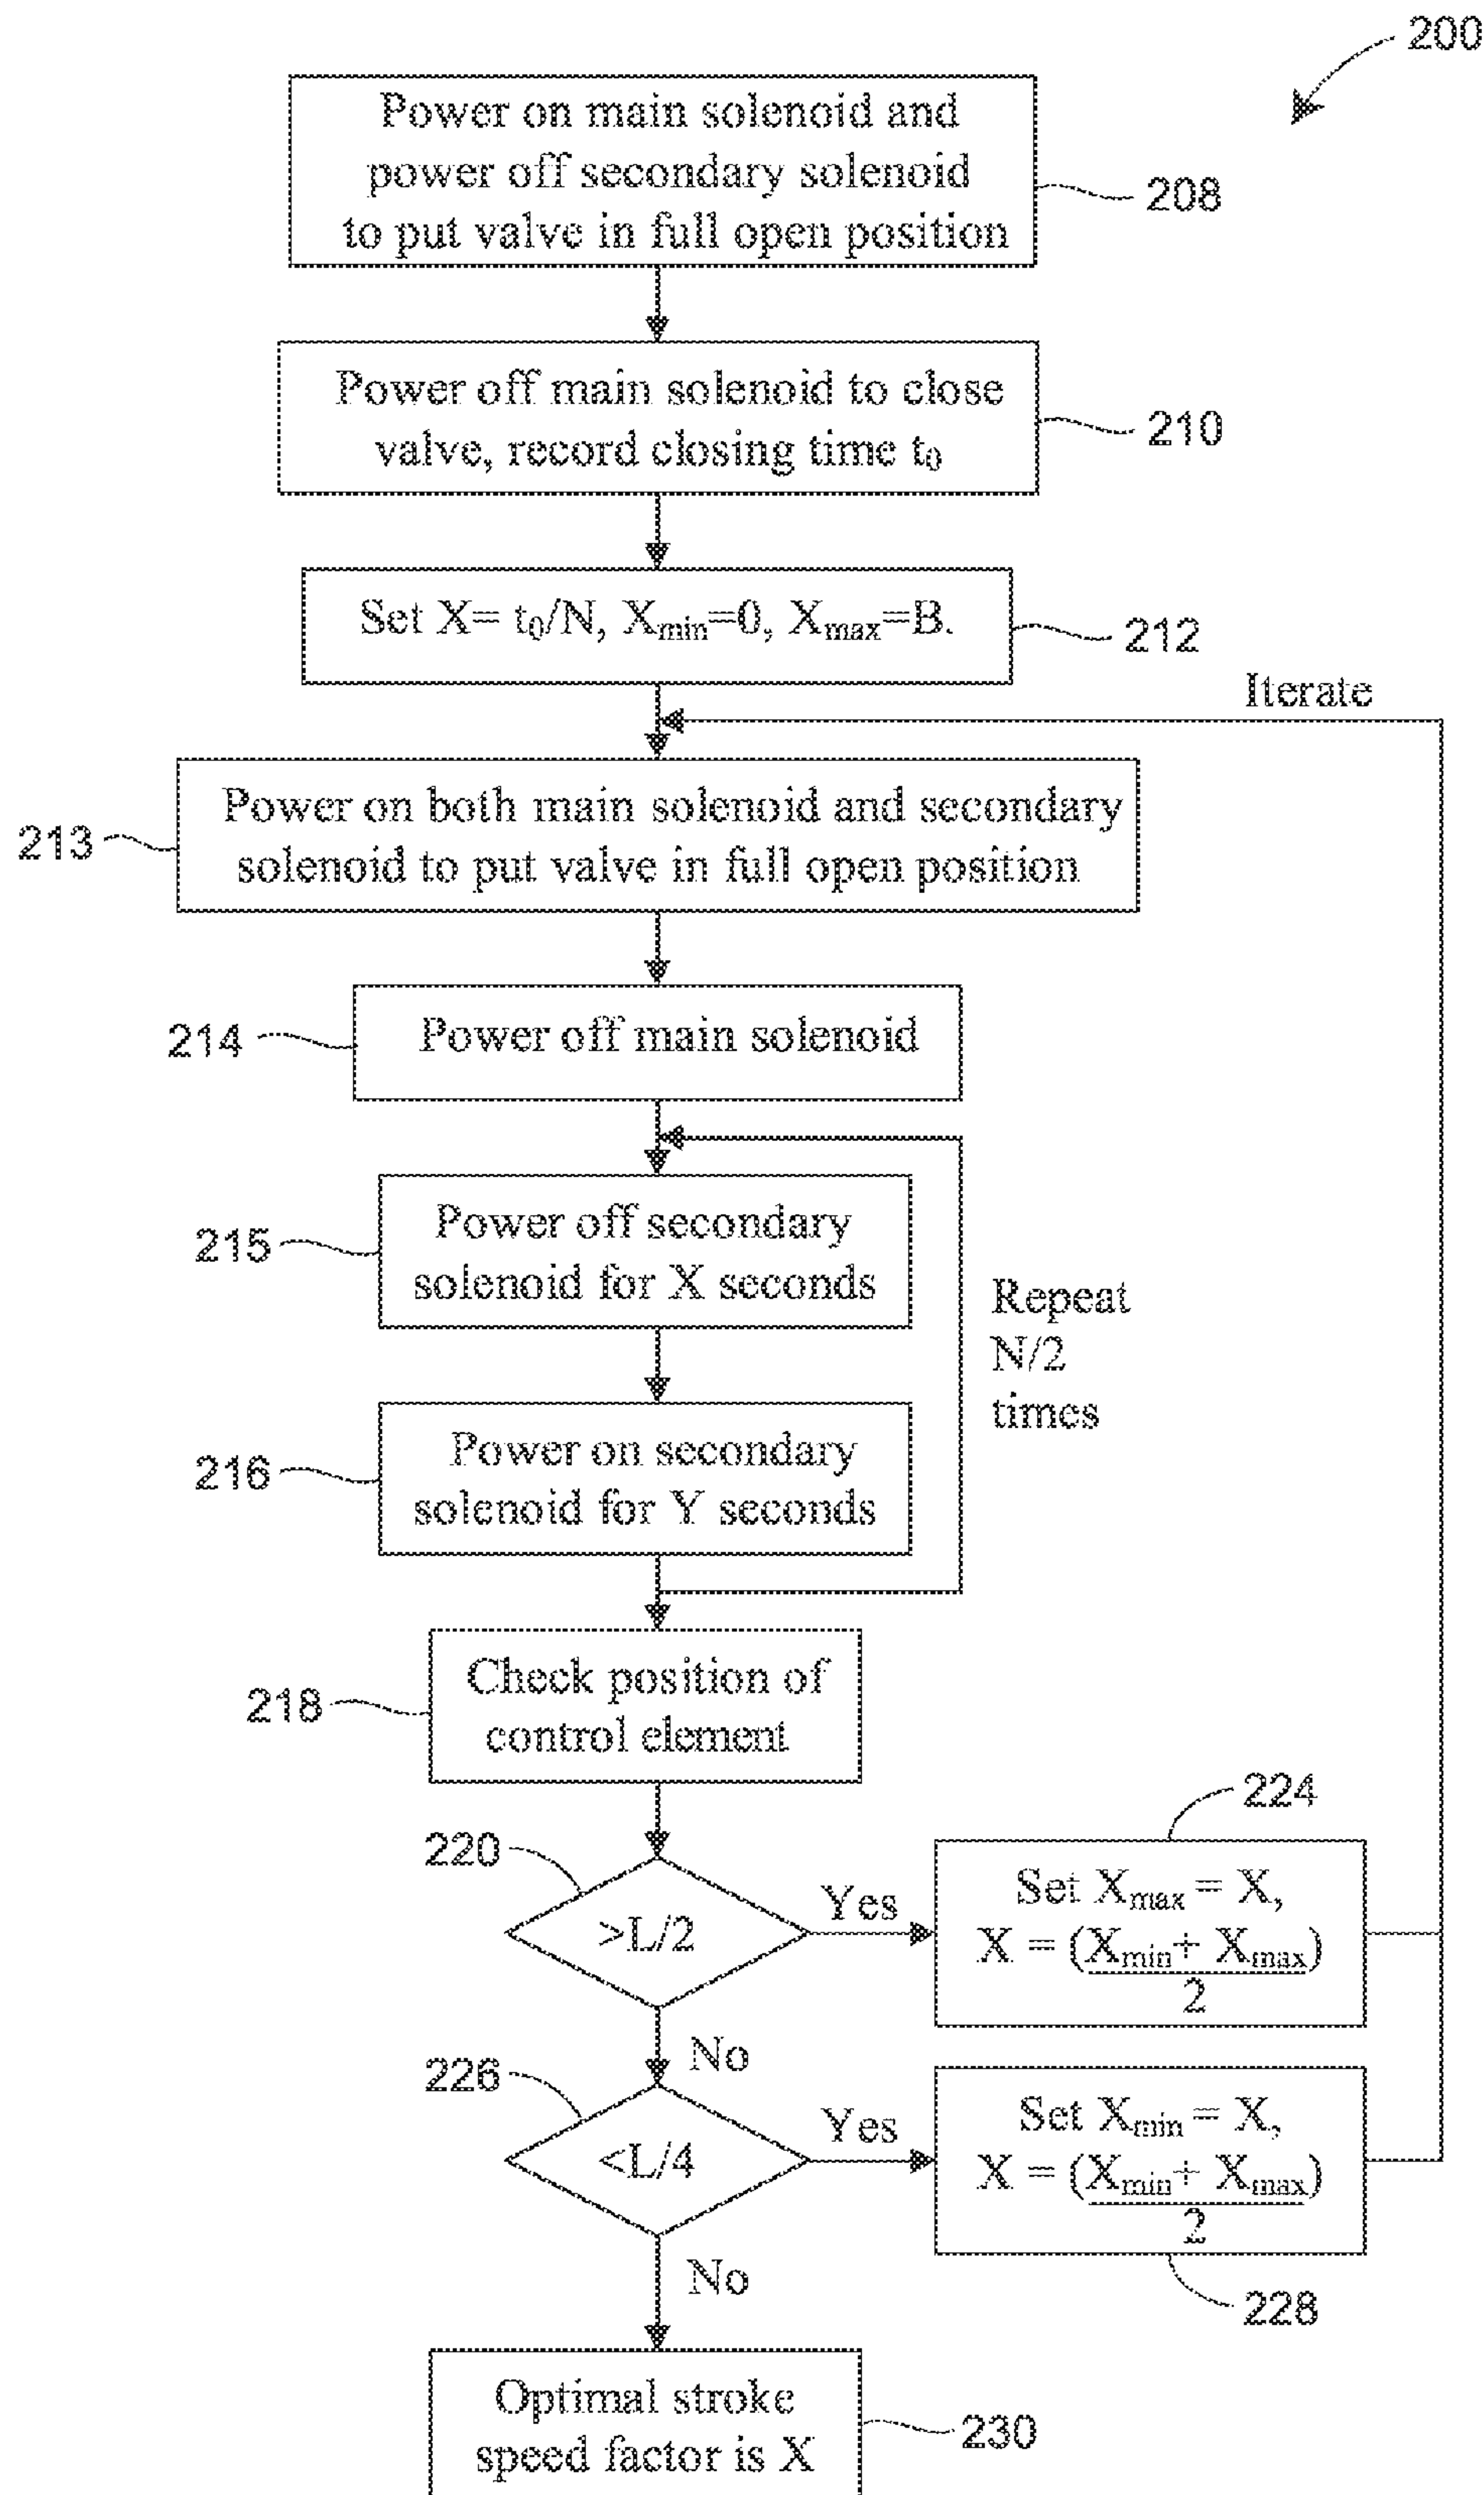 200
Power on main solenoid and
power off secondary solenoid
to put valve in full open position
208
Power off main solenoid to close
valve, record closing time t₀
210
Set X= t₀/N, Xmin=0, Xmax=B.
212
Iterate
Power on both main solenoid and secondary
solenoid to put valve in full open position
213
Power off main solenoid
214
Power off secondary
solenoid for X seconds
215
Repeat
N/2
times
Power on secondary
solenoid for Y seconds
216
Check position of
control element
218
220
>L/2
Yes
224
Set Xmax = X,
X = (Xmin+ Xmax)
2
No
226
<L/4
Yes
Set Xmin = X,
X = (Xmin+ Xmax)
2
228
No
Optimal stroke
speed factor is X
230